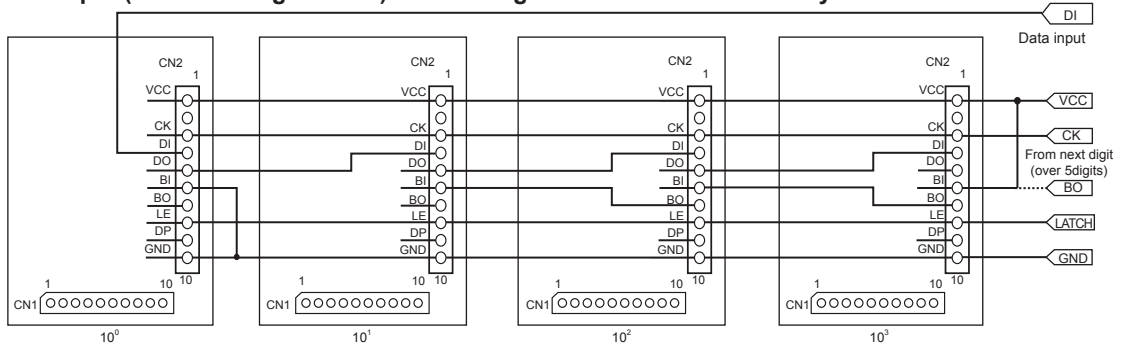 DI
Data input
CN2
1
VCC
CK
DI
DO
BI
BO
LE
DP
GND
10
1
10
CN1
10⁰
CN2
1
VCC
CK
DI
DO
BI
BO
LE
DP
GND
10
1
10
CN1
10¹
CN2
1
VCC
CK
DI
DO
BI
BO
LE
DP
GND
10
1
10
CN1
10²
CN2
1
VCC
CK
DI
DO
BI
BO
LE
DP
GND
10
1
10
CN1
10³
VCC
CK
From next digit
(over 5digits)
BO
LATCH
GND